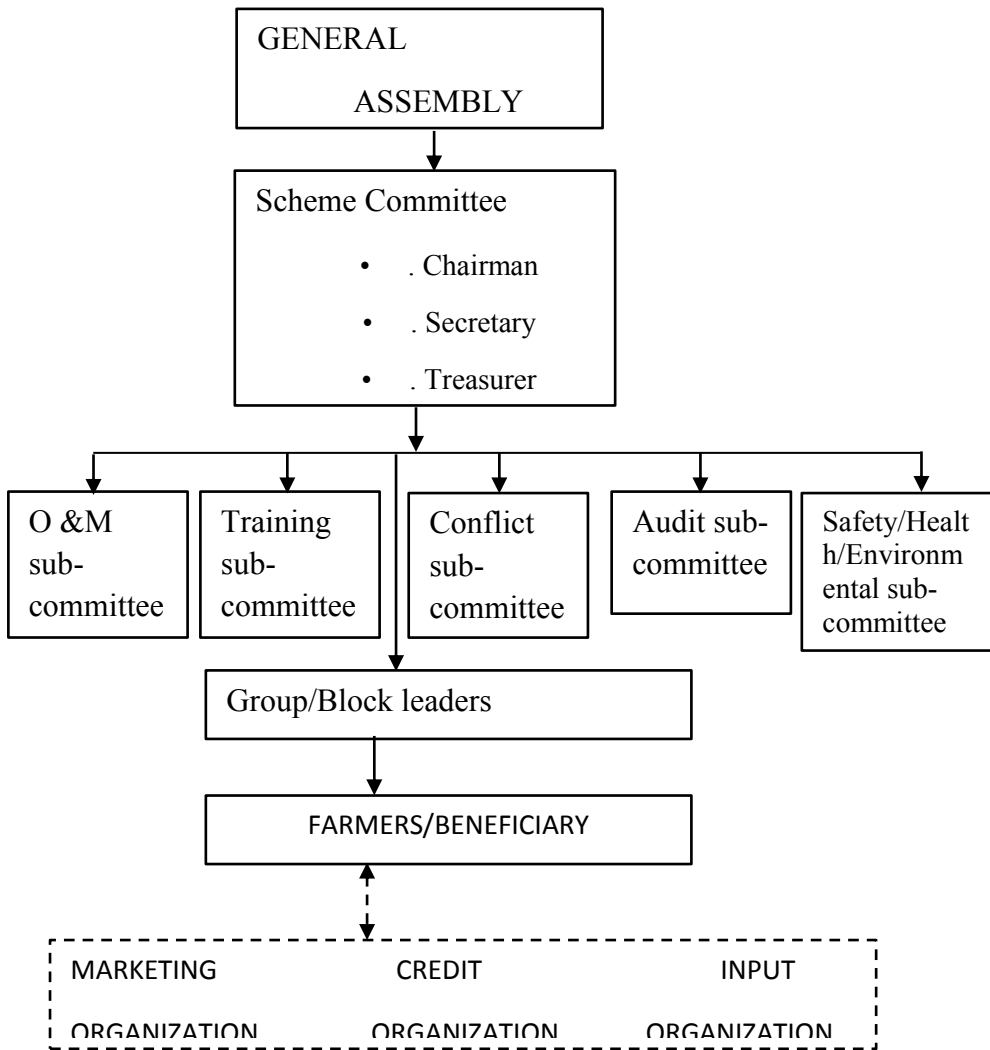 GENERAL
ASSEMBLY
Scheme Committee
• . Chairman
• . Secretary
• . Treasurer
O &M
sub-
committee
Training
sub-
committee
Conflict
sub-
committee
Audit sub-
committee
Safety/Healt
h/Environm
ental sub-
committee
Group/Block leaders
FARMERS/BENEFICIARY
MARKETING CREDIT INPUT
ORGANIZATION ORGANIZATION ORGANIZATION